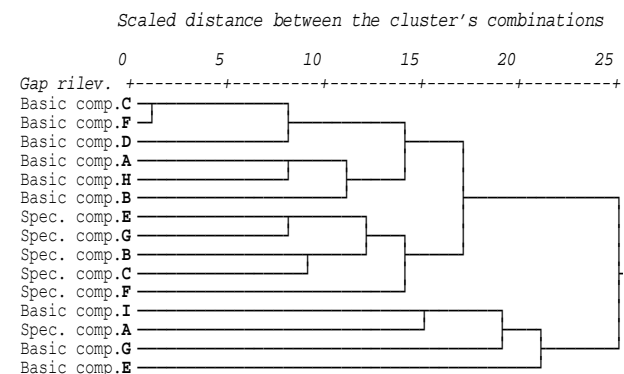 Scaled distance between the cluster's combinations
0 5 10 15 20 25
Gap rilev. +---------+---------+---------+---------+---------+
Basic comp.C
Basic comp.F
Basic comp.D
Basic comp.A
Basic comp.H
Basic comp.B
Spec. comp.E
Spec. comp.G
Spec. comp.B
Spec. comp.C
Spec. comp.F
Basic comp.I
Spec. comp.A
Basic comp.G
Basic comp.E